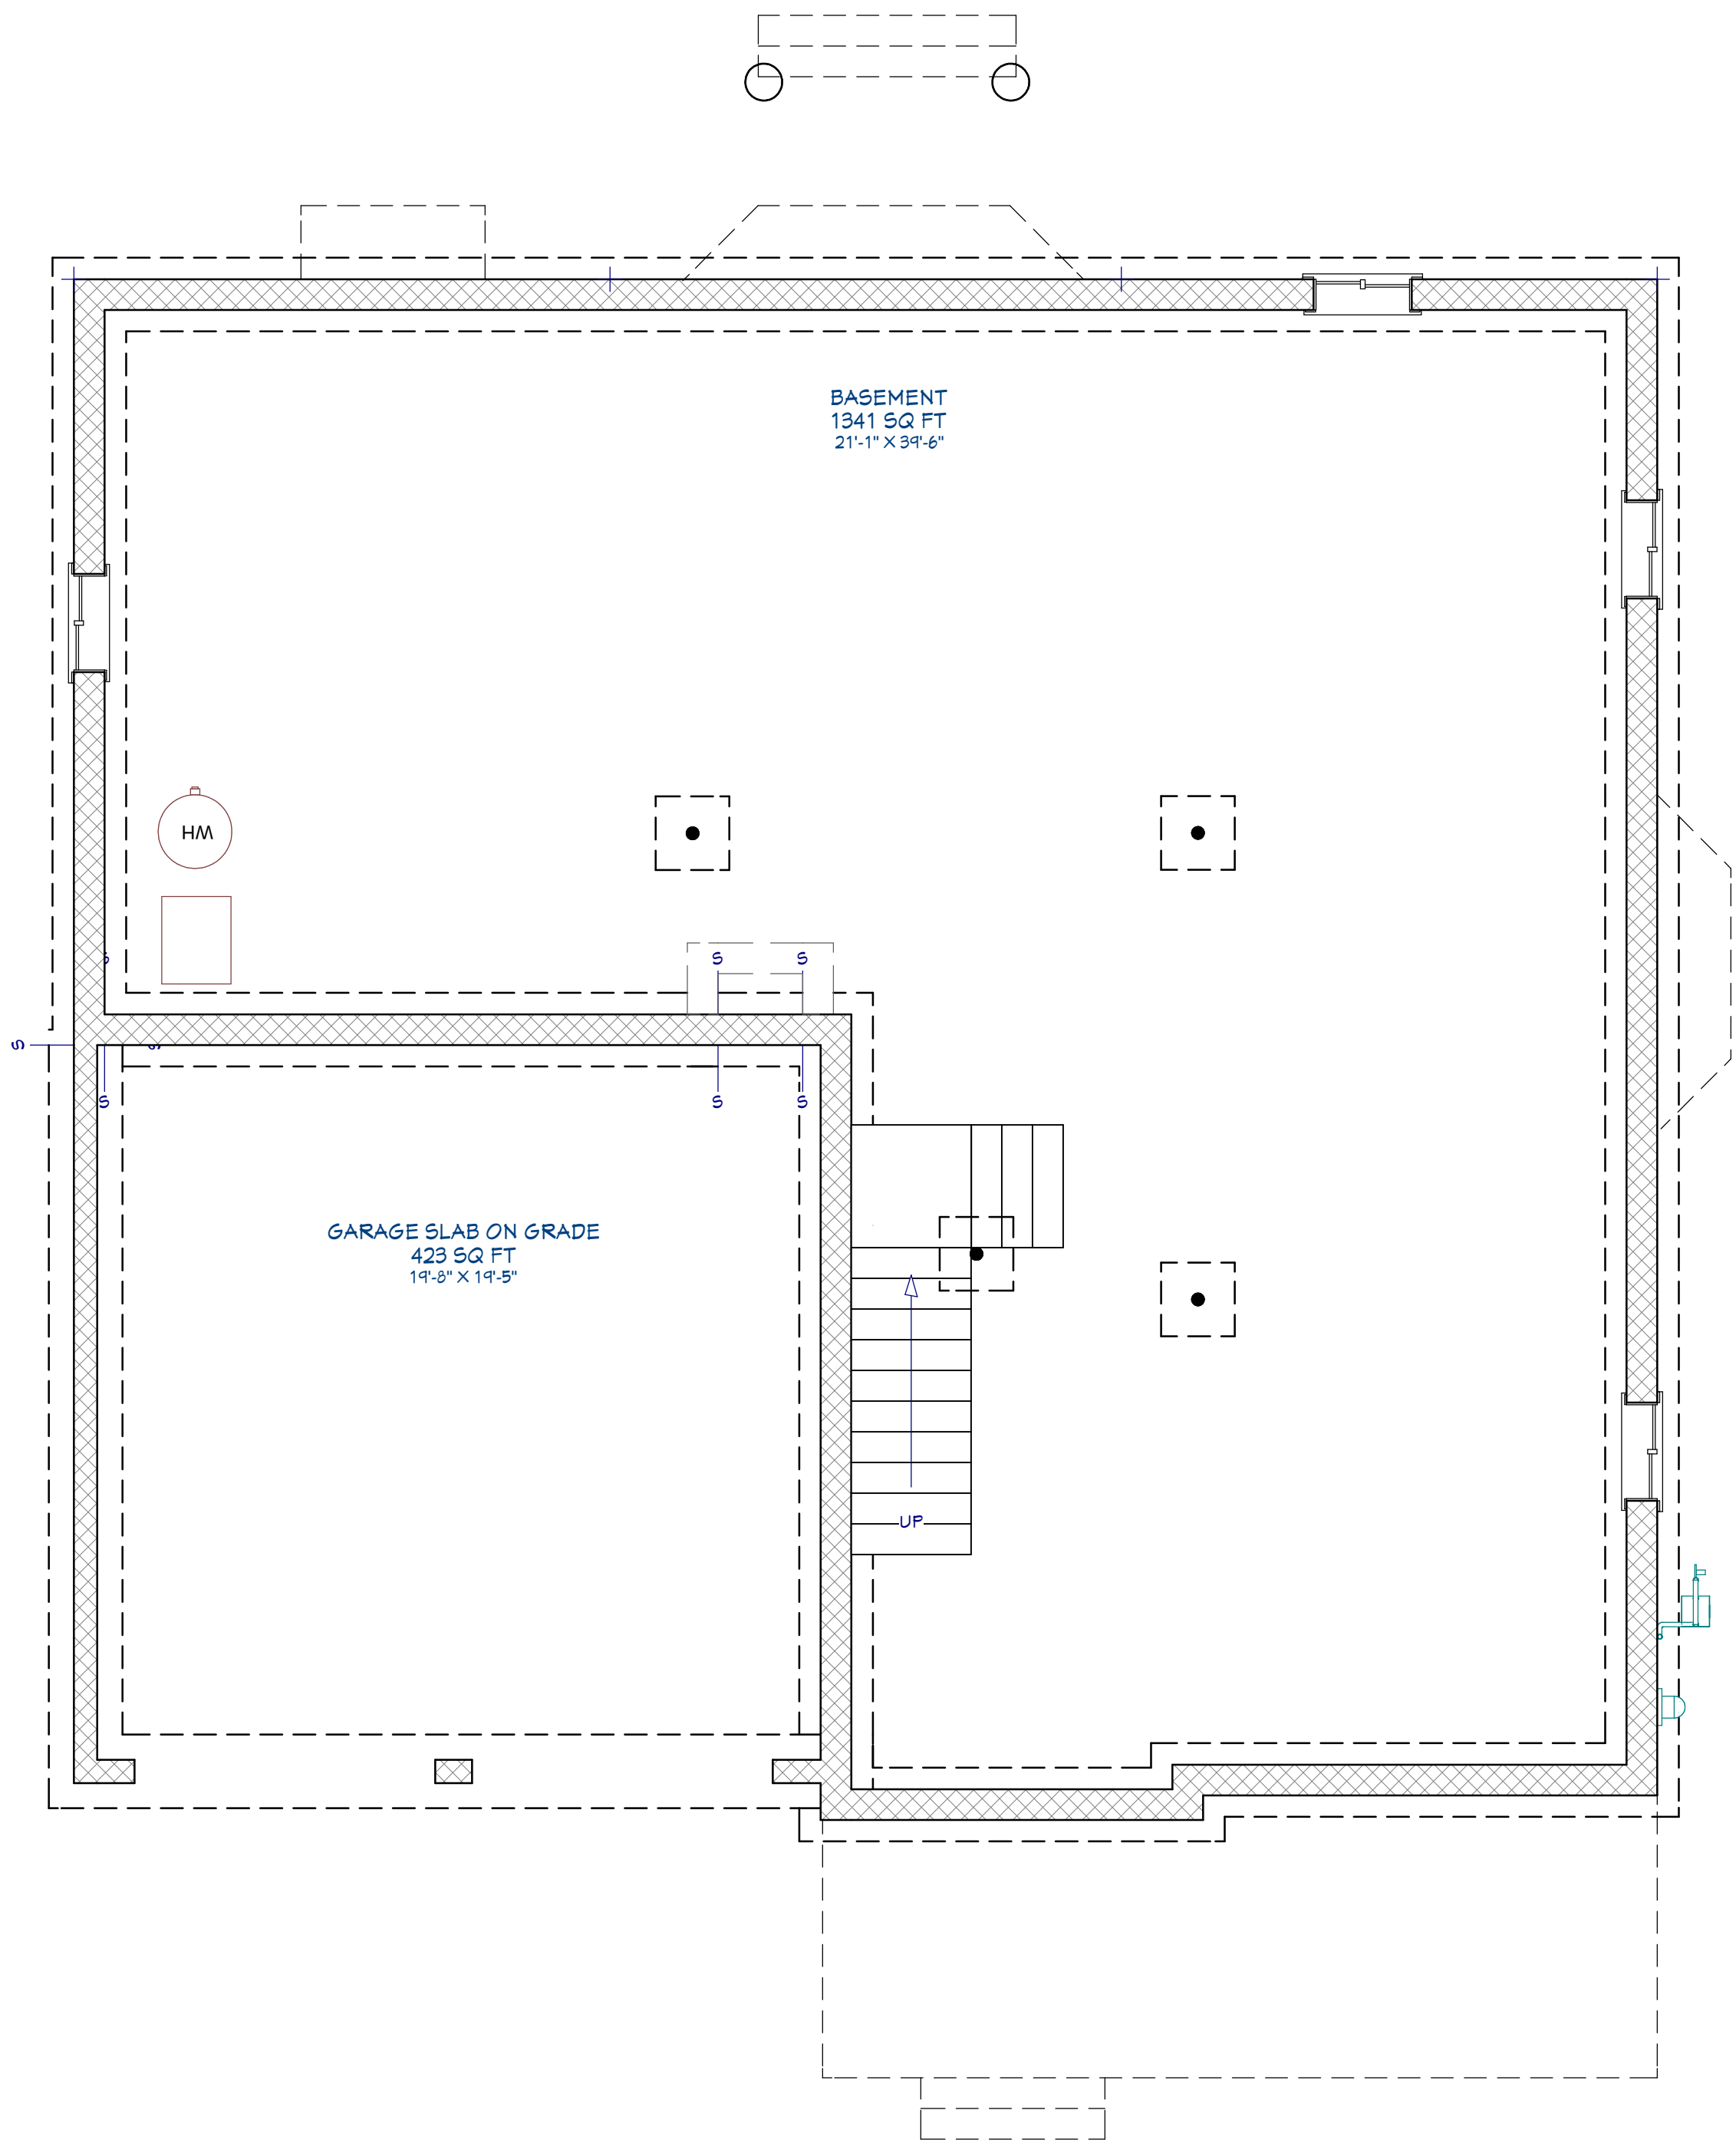 BASEMENT
1341 SQ FT
21'-1" X 39'-6"
HW
S S S
S S
S S S
GARAGE SLAB ON GRADE
423 SQ FT
19'-8" X 19'-5"
UP